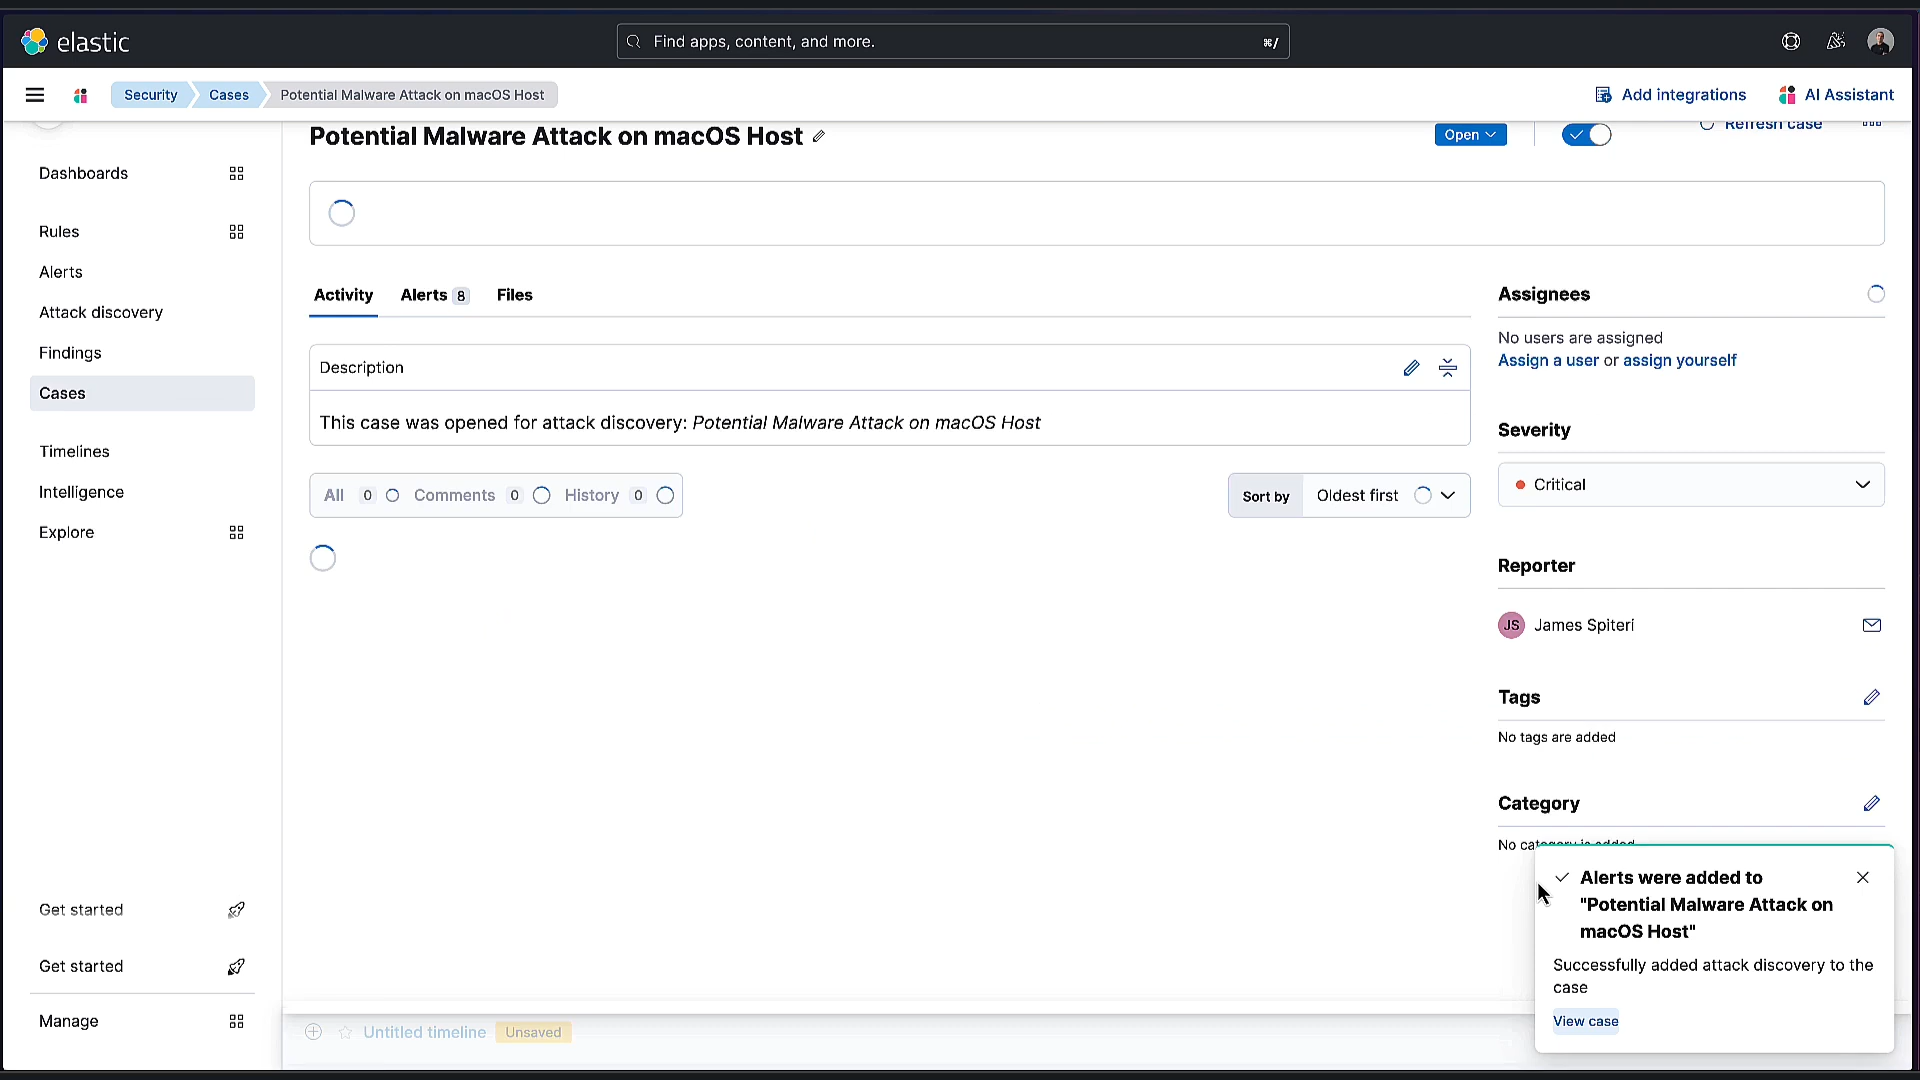 elastic
Find apps, content, and more.
⌘/
Security
Cases
Potential Malware Attack on macOS Host
Add integrations
AI Assistant
Potential Malware Attack on macOS Host
Open
Refresh case
Dashboards
Rules
Alerts
Attack discovery
Findings
Cases
Timelines
Intelligence
Explore
Get started
Get started
Manage
Activity
Alerts 8
Files
Description
This case was opened for attack discovery: Potential Malware Attack on macOS Host
All 0
Comments 0
History 0
Sort by
Oldest first
Assignees
No users are assigned
Assign a user or assign yourself
Severity
Critical
Reporter
JS
James Spiteri
Tags
No tags are added
Category
No category is added
Alerts were added to
"Potential Malware Attack on
macOS Host"
Successfully added attack discovery to the
case
View case
Untitled timeline
Unsaved